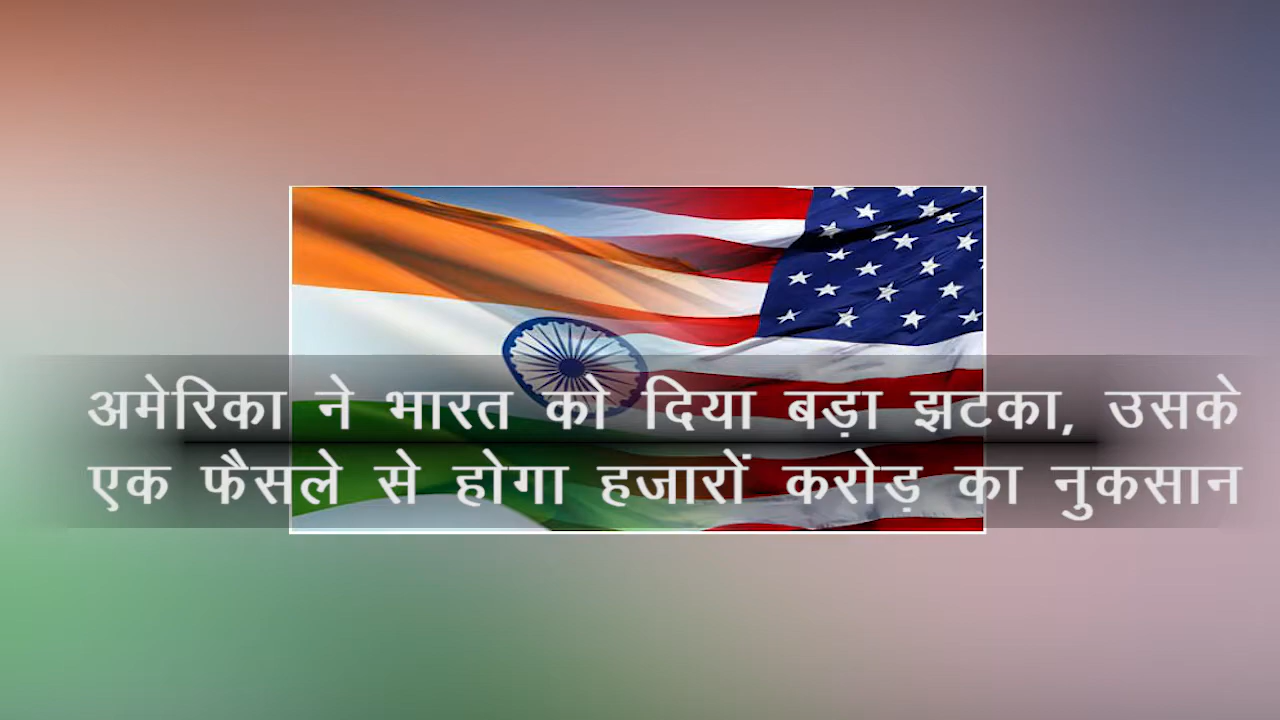 अमेरिका ने भारत को दिया बड़ा झटका, उसके
एक फैसले से होगा हजारों करोड़ का नुकसान